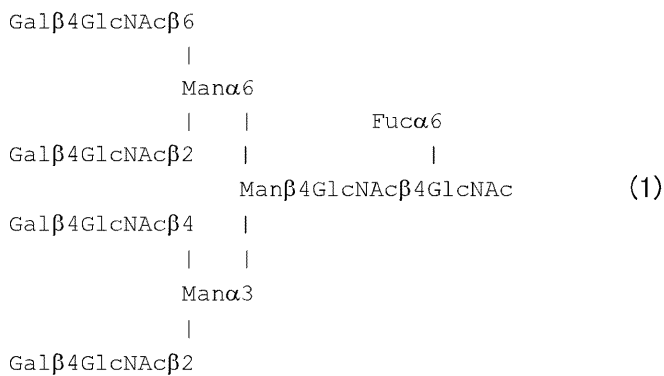 Galβ4GlcNAcβ6
|
Manα6
| | Fucα6
Galβ4GlcNAcβ2 | |
Manβ4GlcNAcβ4GlcNAc (1)
Galβ4GlcNAcβ4 |
| |
Manα3
|
Galβ4GlcNAcβ2